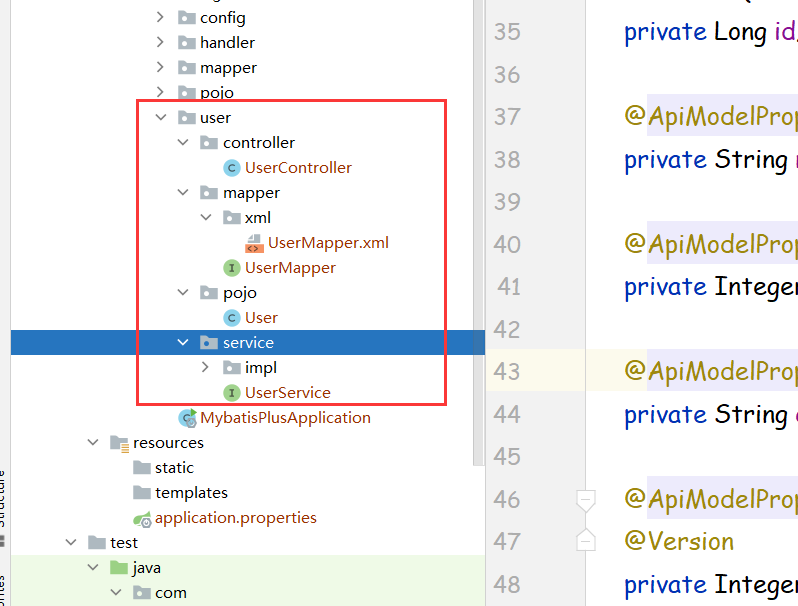 config
handler
mapper
pojo
user
controller
UserController
mapper
xml
UserMapper.xml
UserMapper
pojo
User
service
impl
UserService
MybatisPlusApplication
resources
static
templates
application.properties
test
java
com
35 private Long id
36
37 @ApiModelProp
38 private String
39
40 @ApiModelProp
41 private Integer
42
43 @ApiModelProp
44 private String
45
46 @ApiModelProp
47 @Version
48 private Integer